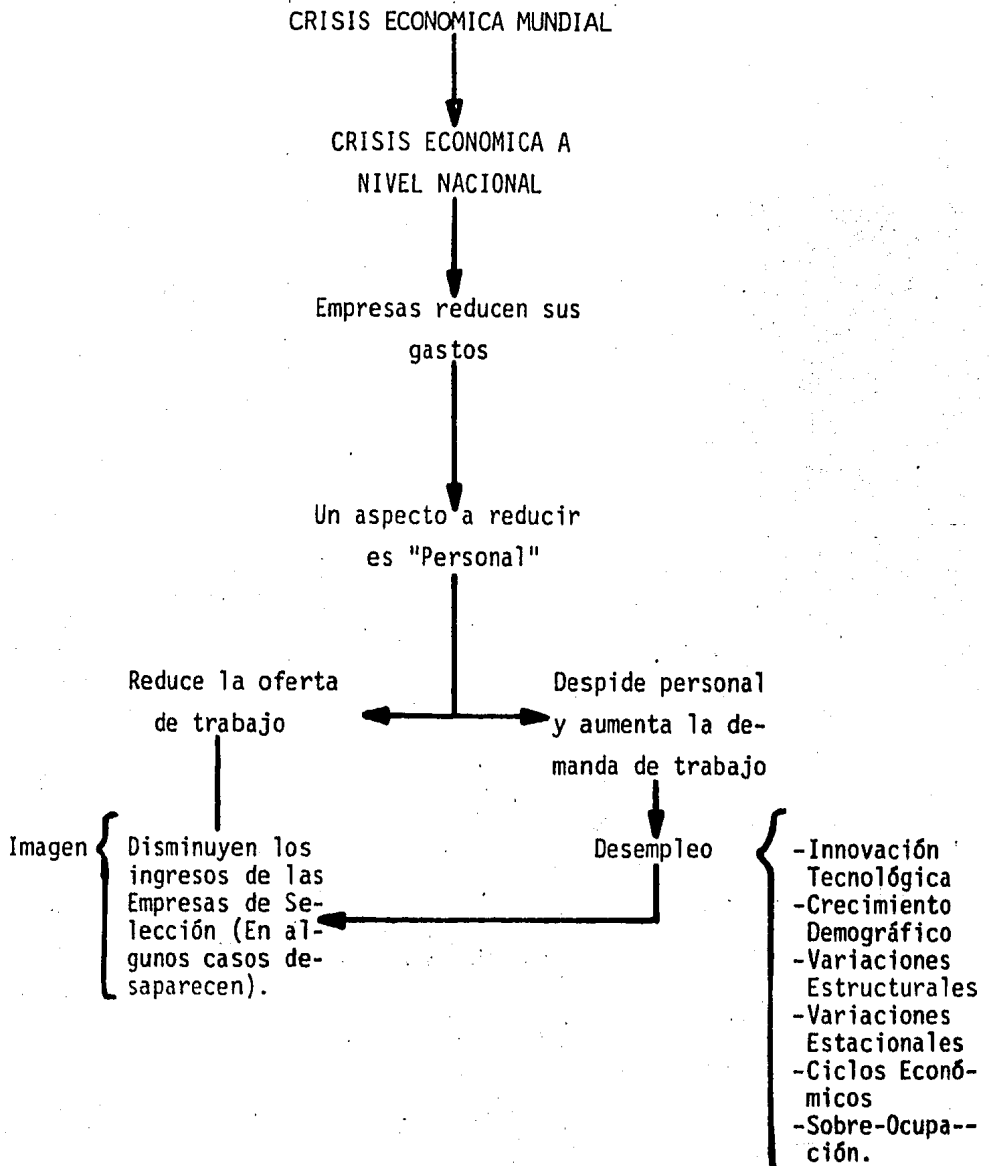 CRISIS ECONOMICA MUNDIAL
CRISIS ECONOMICA A
NIVEL NACIONAL
Empresas reducen sus
gastos
Un aspecto a reducir
es "Personal"
Reduce la oferta
de trabajo
Despide personal
y aumenta la de-
manda de trabajo
Imagen
Disminuyen los
ingresos de las
Empresas de Se-
lección (En al-
gunos casos de-
saparecen).
Desempleo
-Innovación
Tecnológica
-Crecimiento
Demográfico
-Variaciones
Estructurales
-Variaciones
Estacionales
-Ciclos Econó-
micos
-Sobre-Ocupa--
ción.